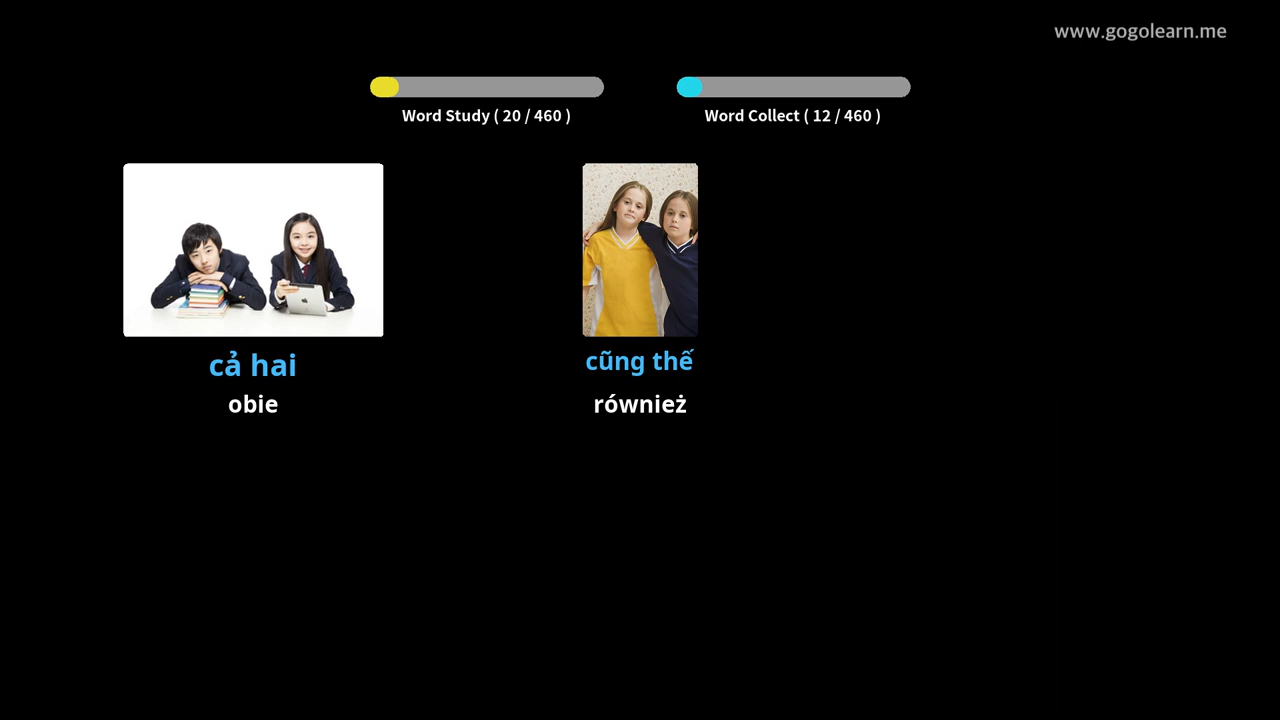 www.gogolearn.me
Word Study ( 20 / 460 )
Word Collect ( 12 / 460 )
cả hai
obie
cũng thế
również